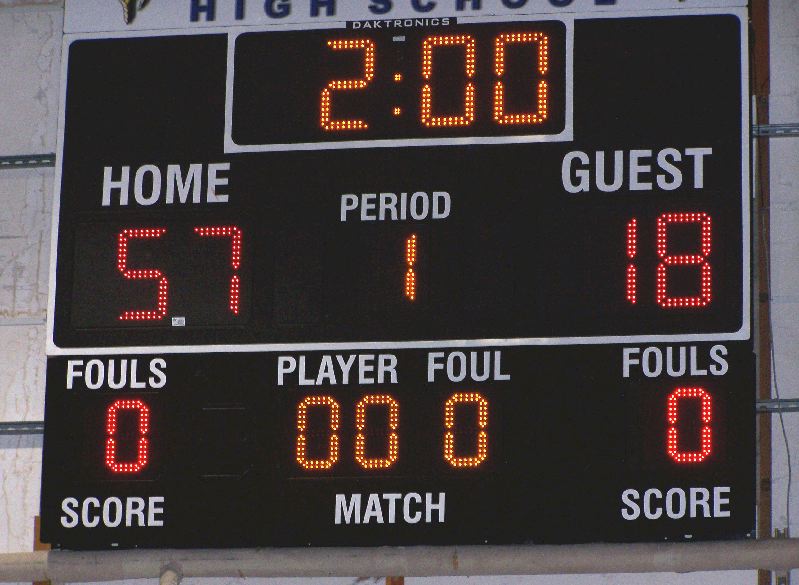 HIGH SCHOOL
DAKTRONICS
2:00
HOME GUEST
PERIOD
57 1 18
FOULS PLAYER FOUL FOULS
0 00 0 0
SCORE MATCH SCORE